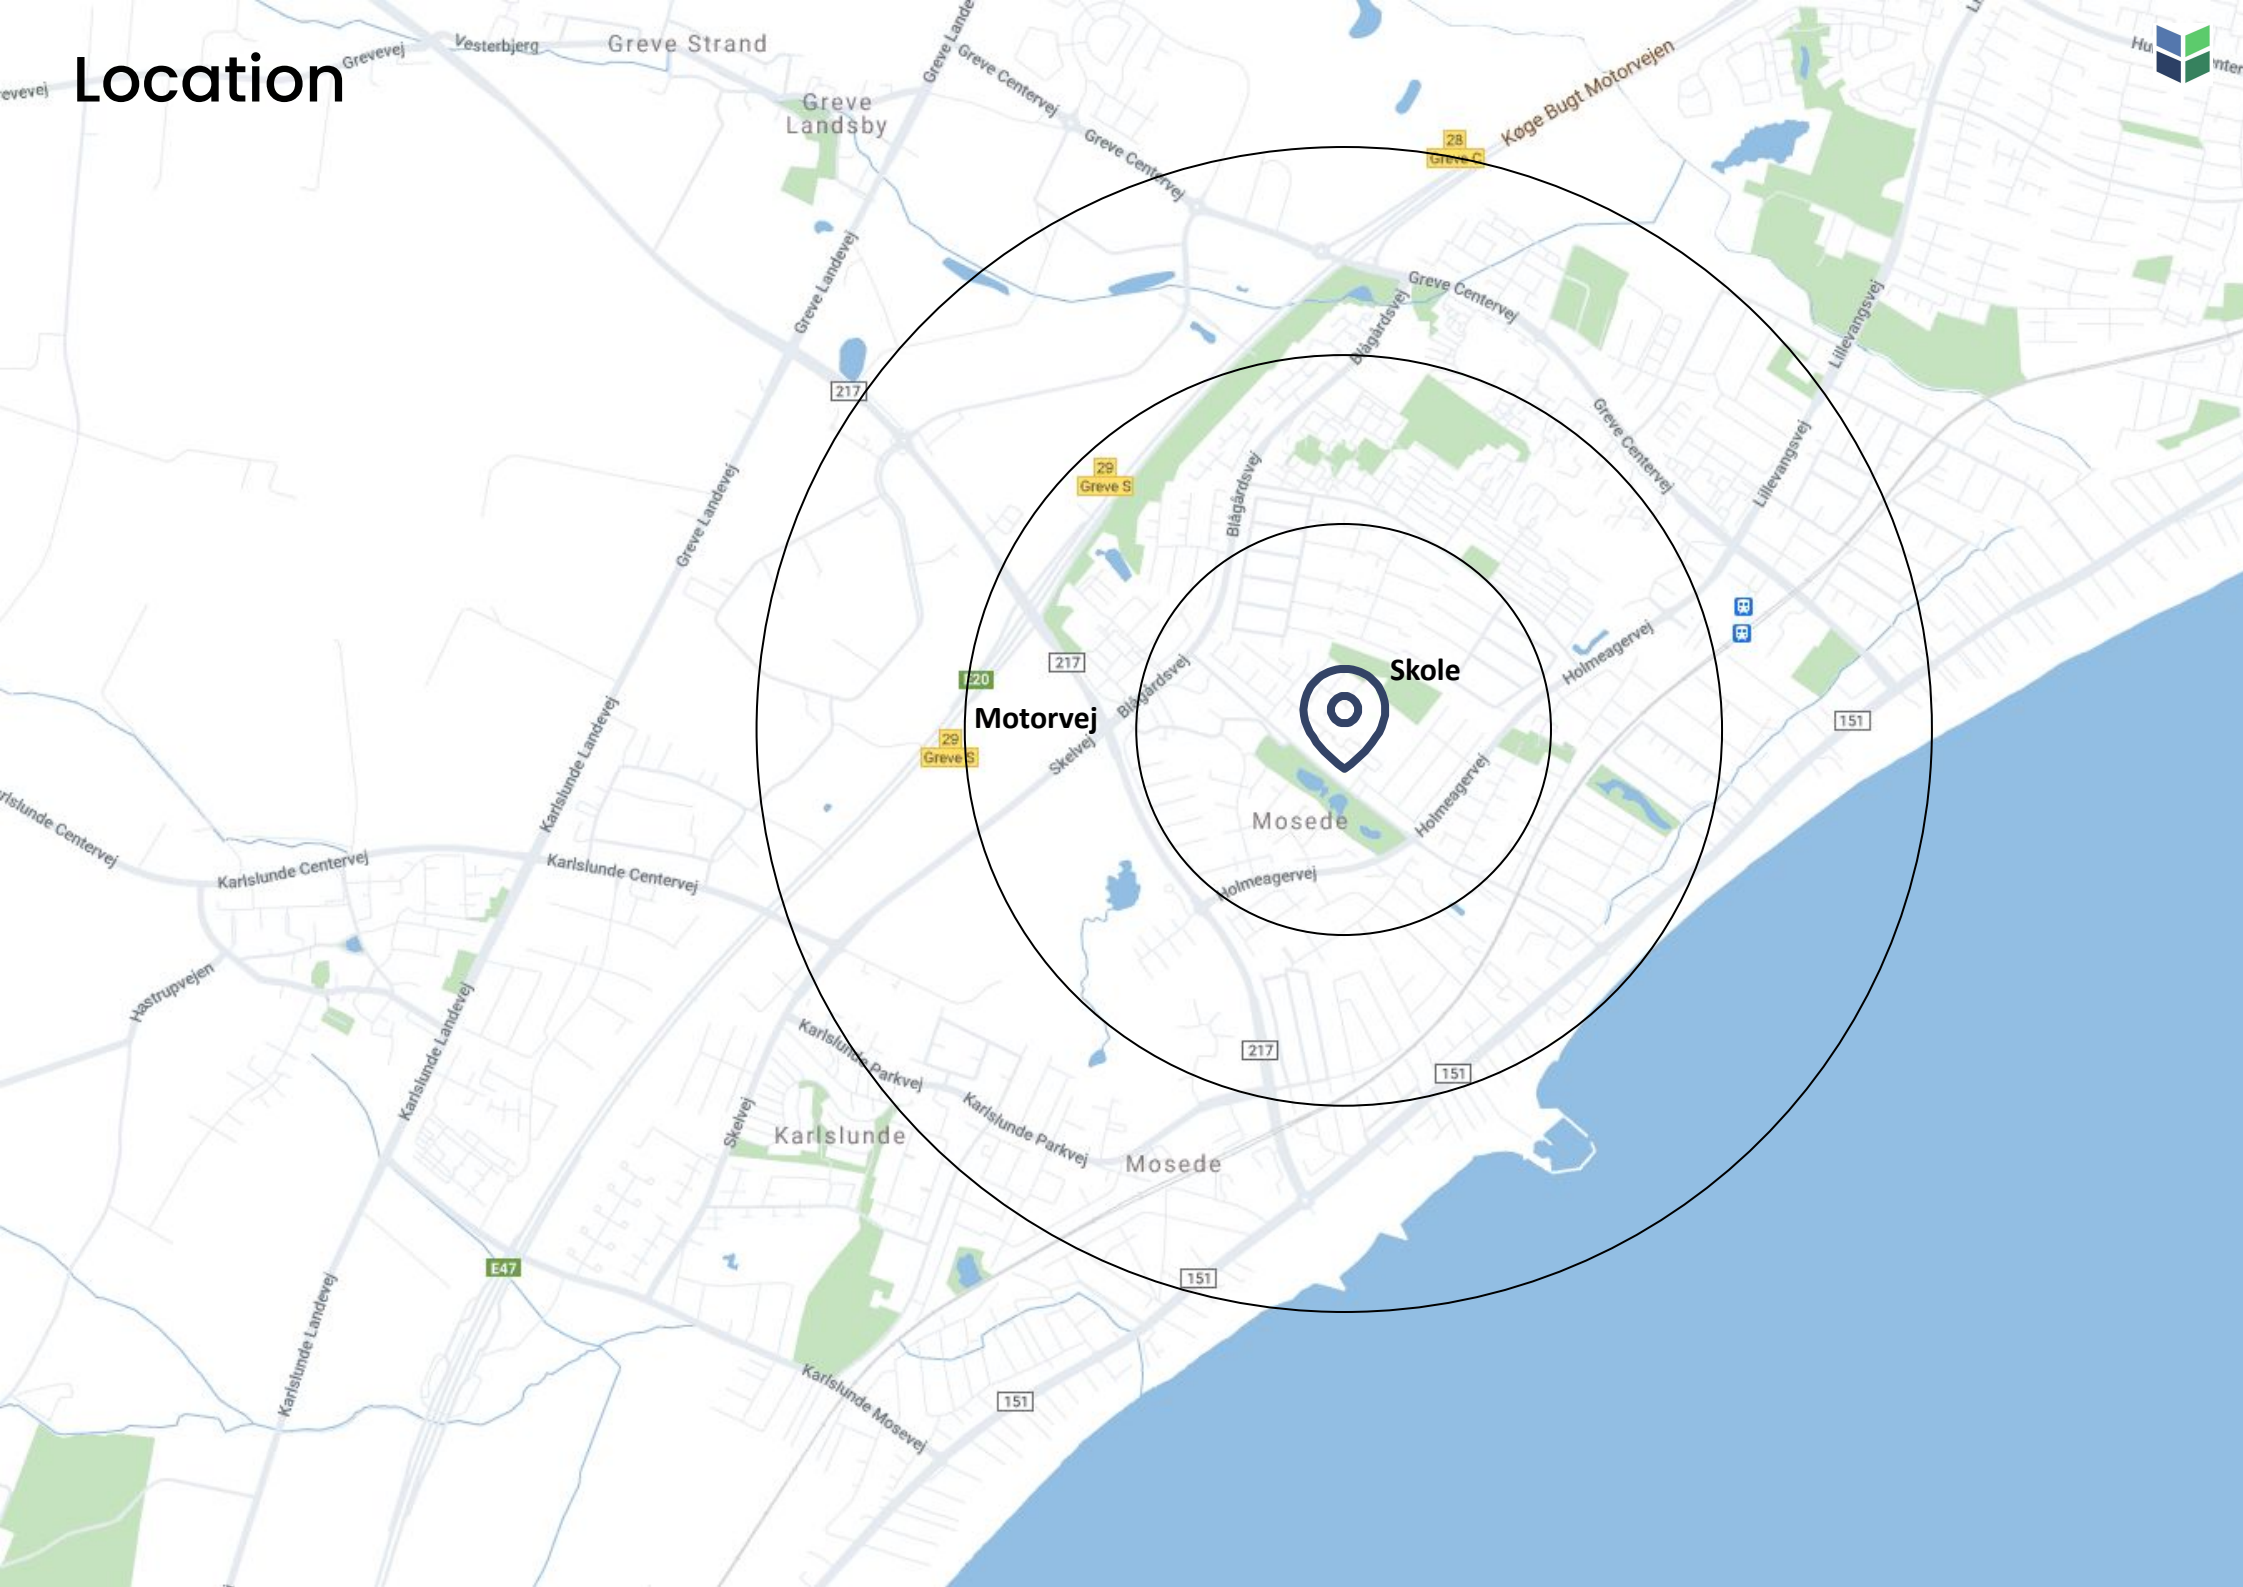 Location
Grevevej
Vesterbjerg
Greve Strand
Greve
Landsby
Greve Centervej
Greve Centervej
Køge Bugt Motorvejen
28
Greve C
Greve Landevej
Greve Centervej
Blågårdsvej
Lillevangsvej
217
Greve Centervej
Lillevangsvej
29
Greve S
Blågårdsvej
Greve Landevej
Holmeagervej
217
E20
Blågårdsvej
Skole
Motorvej
151
29
Greve S
Skelvej
Karlslunde Landevej
Holmeagervej
Mosede
Karlslunde Centervej
Karlslunde Centervej
Holmeagervej
Hastrupvejen
Karlslunde Landevej
Karlslunde Parkvej
217
151
Skelvej
Karlslunde Parkvej
Karlslunde
Mosede
E47
151
Karlslunde Landevej
Karlslunde Mosevej
151